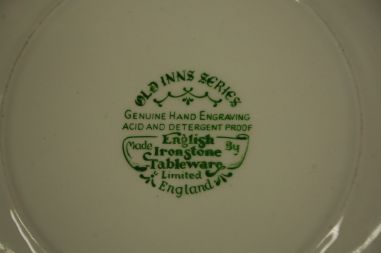 OLD INNS SERIES
GENUINE HAND ENGRAVING
ACID AND DETERGENT PROOF
Made English By
Ironstone
Tableware
Limited
England